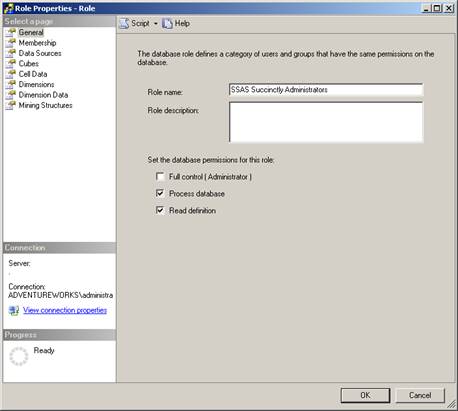 Role Properties - Role
Select a page
General
Membership
Data Sources
Cubes
Cell Data
Dimensions
Dimension Data
Mining Structures
Connection
Server:
.
Connection:
ADVENTUREWORKS\administra
View connection properties
Progress
Ready
Script
Help
The database role defines a category of users and groups that have the same permissions on the
database.
Role name:
SSAS Succinctly Administrators
Role description:
Set the database permissions for this role:
Full control ( Administrator )
Process database
Read definition
OK
Cancel